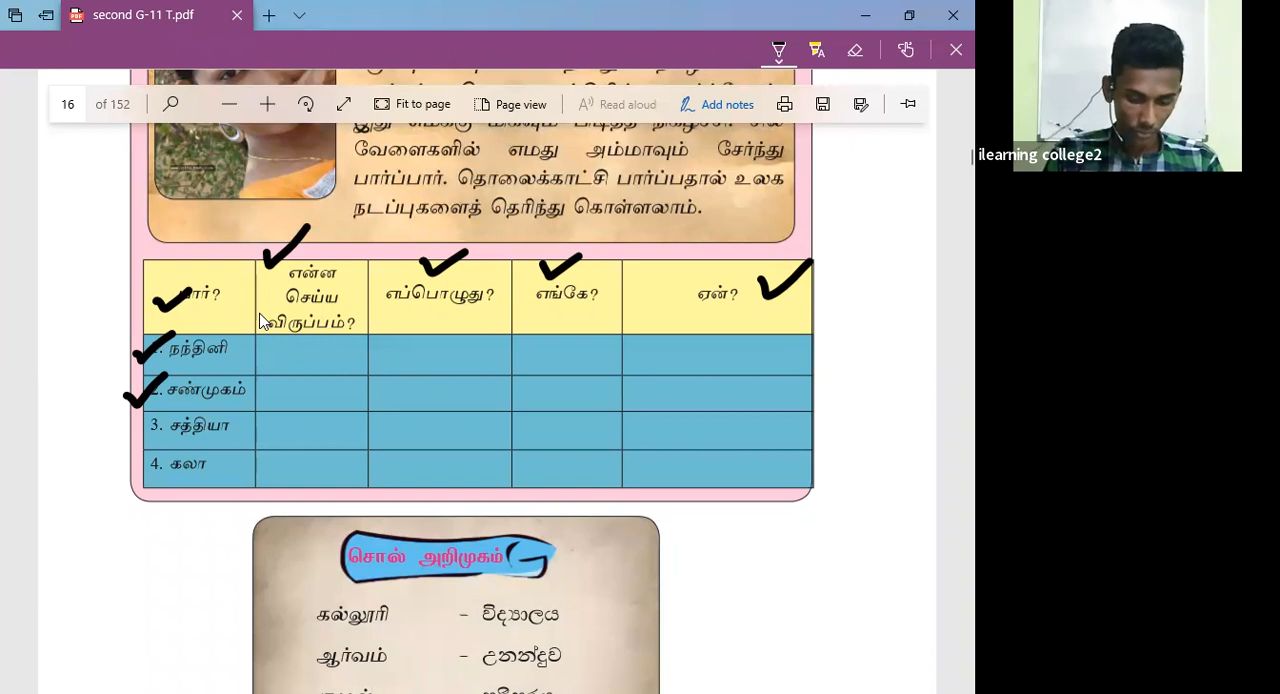 second G-11 T.pdf
16 of 152 Fit to page Page view Read aloud Add notes
வேளைகளில் எமது அம்மாவும் சேர்ந்து
பார்ப்பார். தொலைக்காட்சி பார்ப்பதால் உலக
நடப்புகளைத் தெரிந்து கொள்ளலாம்.
யார்? என்ன செய்ய விருப்பம்? எப்பொழுது? எங்கே? ஏன்?
1. நந்தினி
2. சண்முகம்
3. சத்தியா
4. கலா
சொல் அறிமுகம்
கல்லூரி - විද්‍යාලය
ஆர்வம் - උනන්දුව
ilearning college2